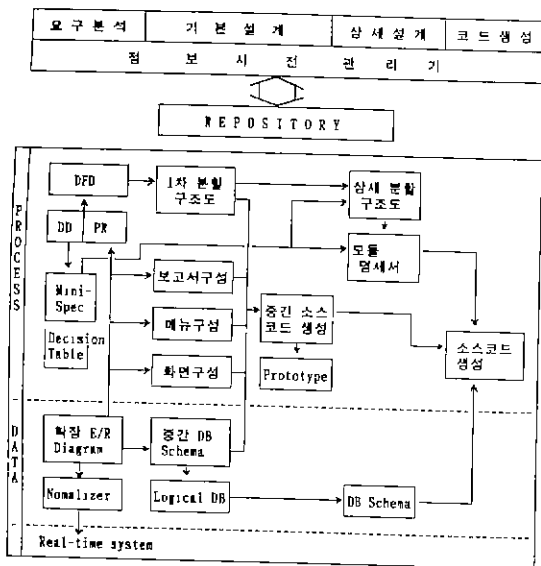 요 구 분 석
기 본 설 계
상 세 설 계
코 드 생 성
정 보 시 전 관 리 기
REPOSITORY
PROCESS
DFD
1차 분할
구조도
상세 분할
구조도
DD
PR
모듈
명세서
Mini-
Spec
보고서구성
Decision
Table
메뉴구성
중간 소스
코드 생성
소스코드
생성
화면구성
Prototype
DATA
확장 E/R
Diagram
중간 DB
Schema
Nomalizer
Logical DB
DB Schema
Real-time system